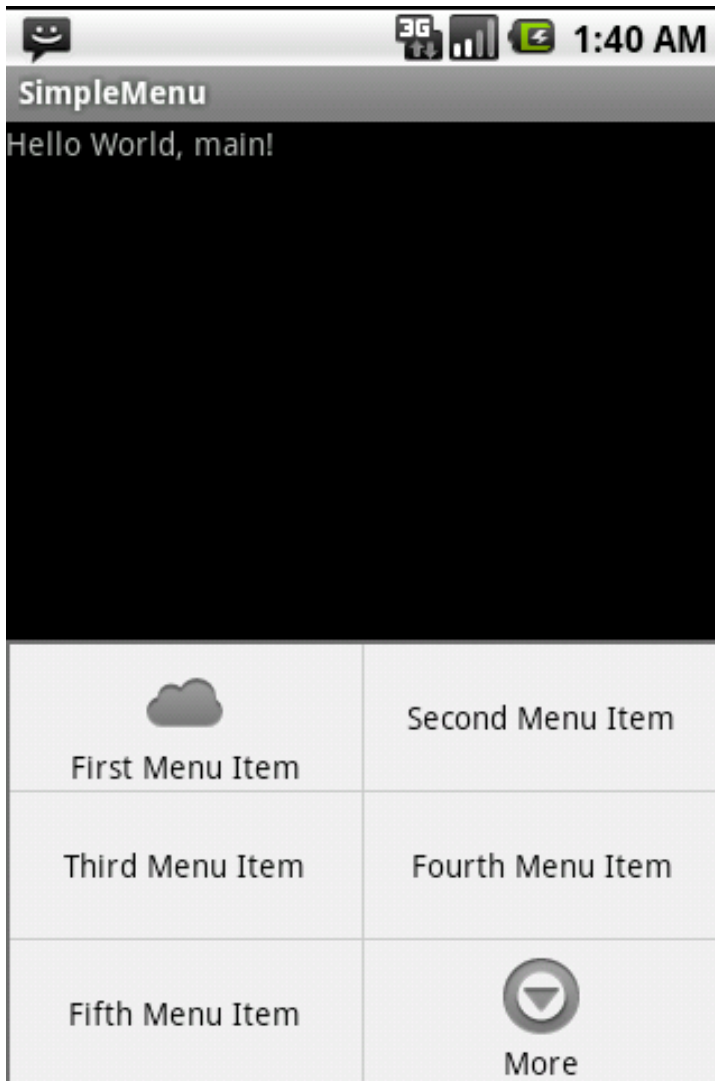 3G 1:40 AM
SimpleMenu
Hello World, main!
First Menu Item
Second Menu Item
Third Menu Item
Fourth Menu Item
Fifth Menu Item
More